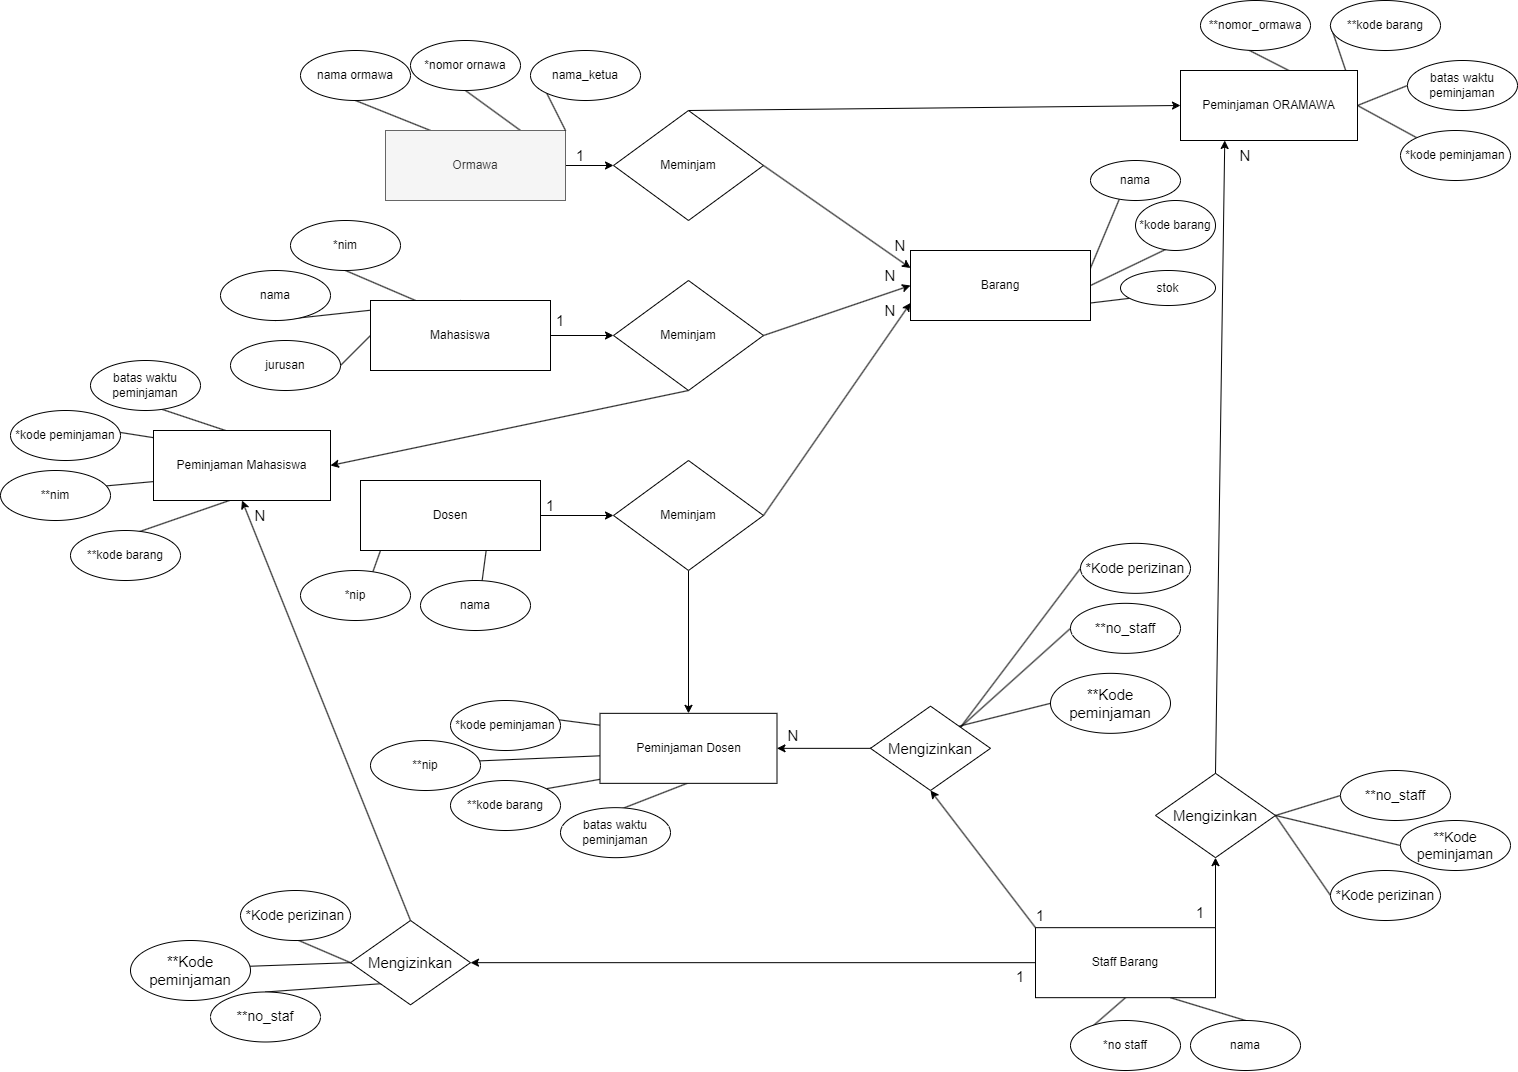 **nomor_ormawa
**kode barang
nama ormawa
*nomor ornawa
nama_ketua
batas waktu
peminjaman
Peminjaman ORAMAWA
*kode peminjaman
N
1
Ormawa
Meminjam
nama
*kode barang
stok
N
N
N
Barang
*nim
nama
jurusan
Mahasiswa
1
Meminjam
batas waktu
peminjaman
*kode peminjaman
**nim
**kode barang
Peminjaman Mahasiswa
N
Dosen
1
Meminjam
*nip
nama
*Kode perizinan
**no_staff
**Kode
peminjaman
*kode peminjaman
**nip
**kode barang
batas waktu
peminjaman
Peminjaman Dosen
N
Mengizinkan
Mengizinkan
**no_staff
**Kode
peminjaman
*Kode perizinan
*Kode perizinan
**Kode
peminjaman
**no_staf
Mengizinkan
1
1
1
Staff Barang
*no staff
nama